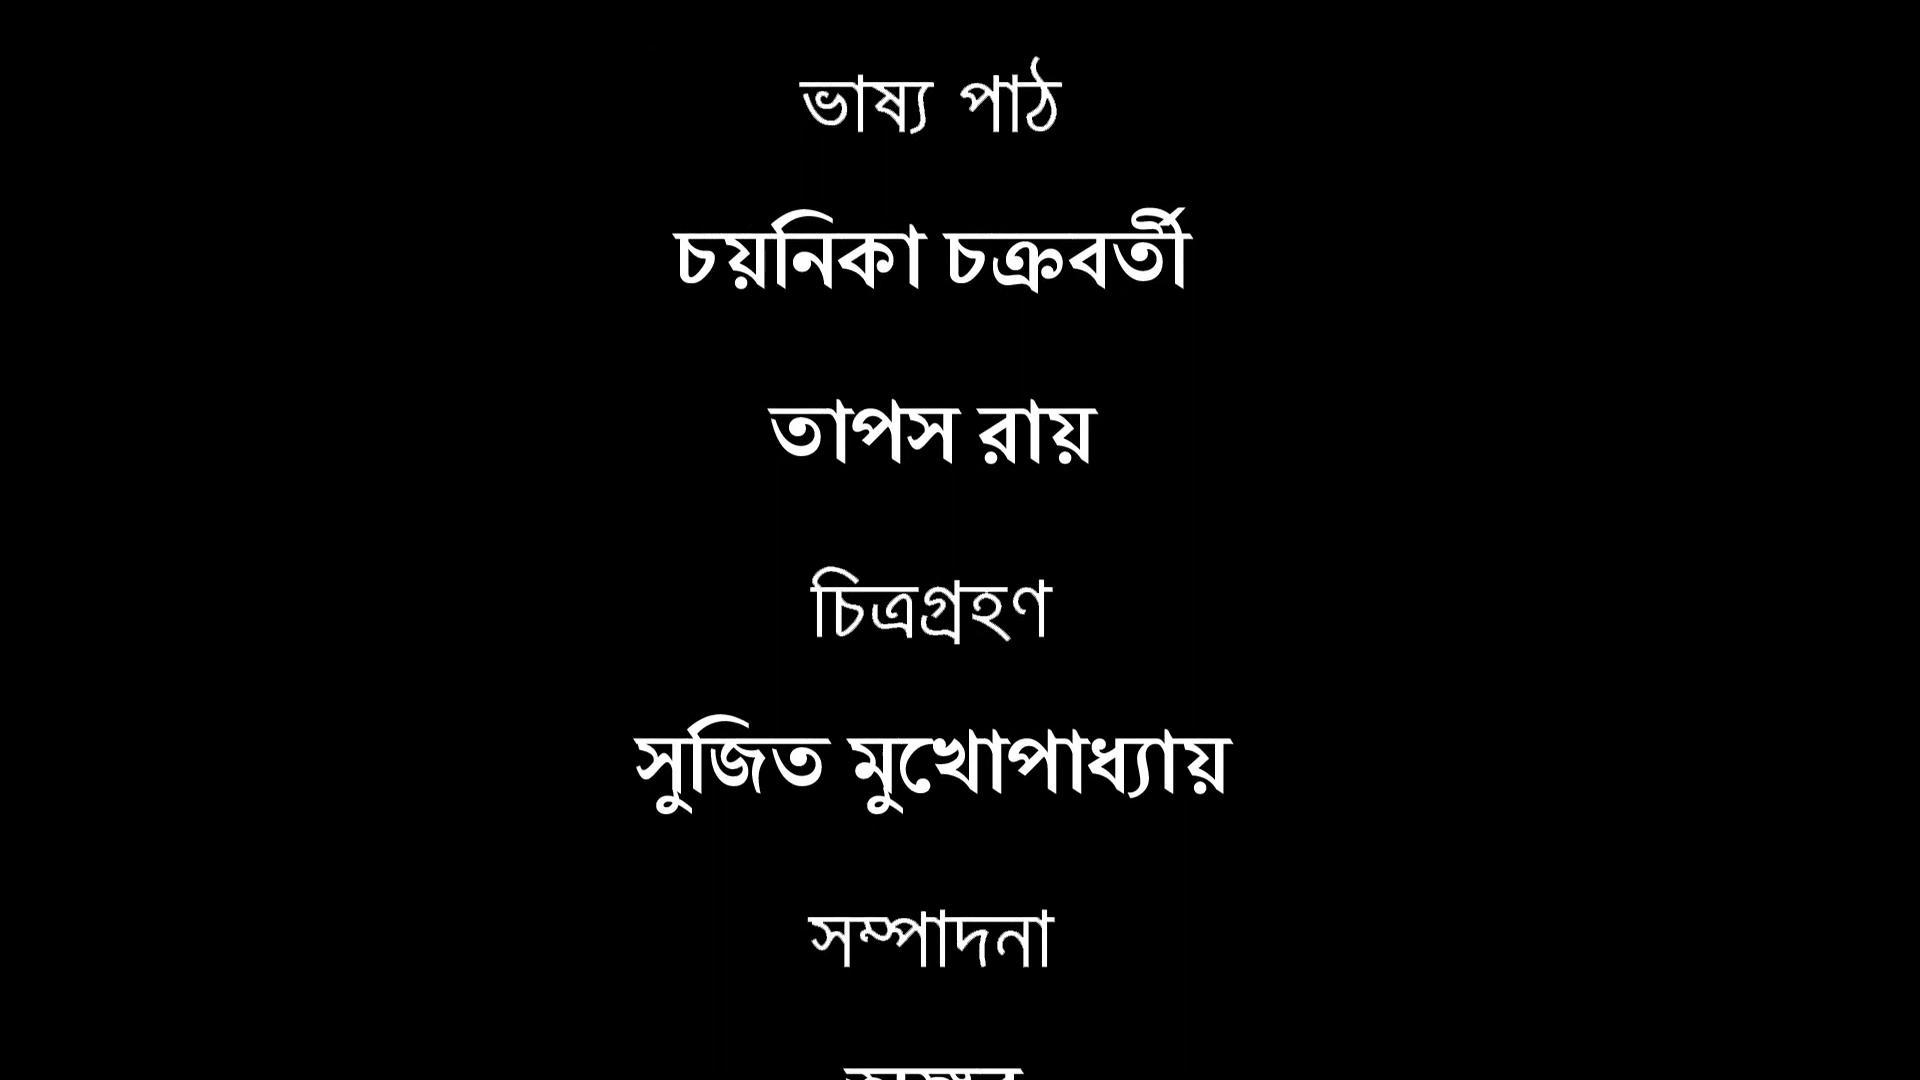 ভাষ্য পাঠ
চয়নিকা চক্রবর্তী
তাপস রায়
চিত্রগ্রহণ
সুজিত মুখোপাধ্যায়
সম্পাদনা